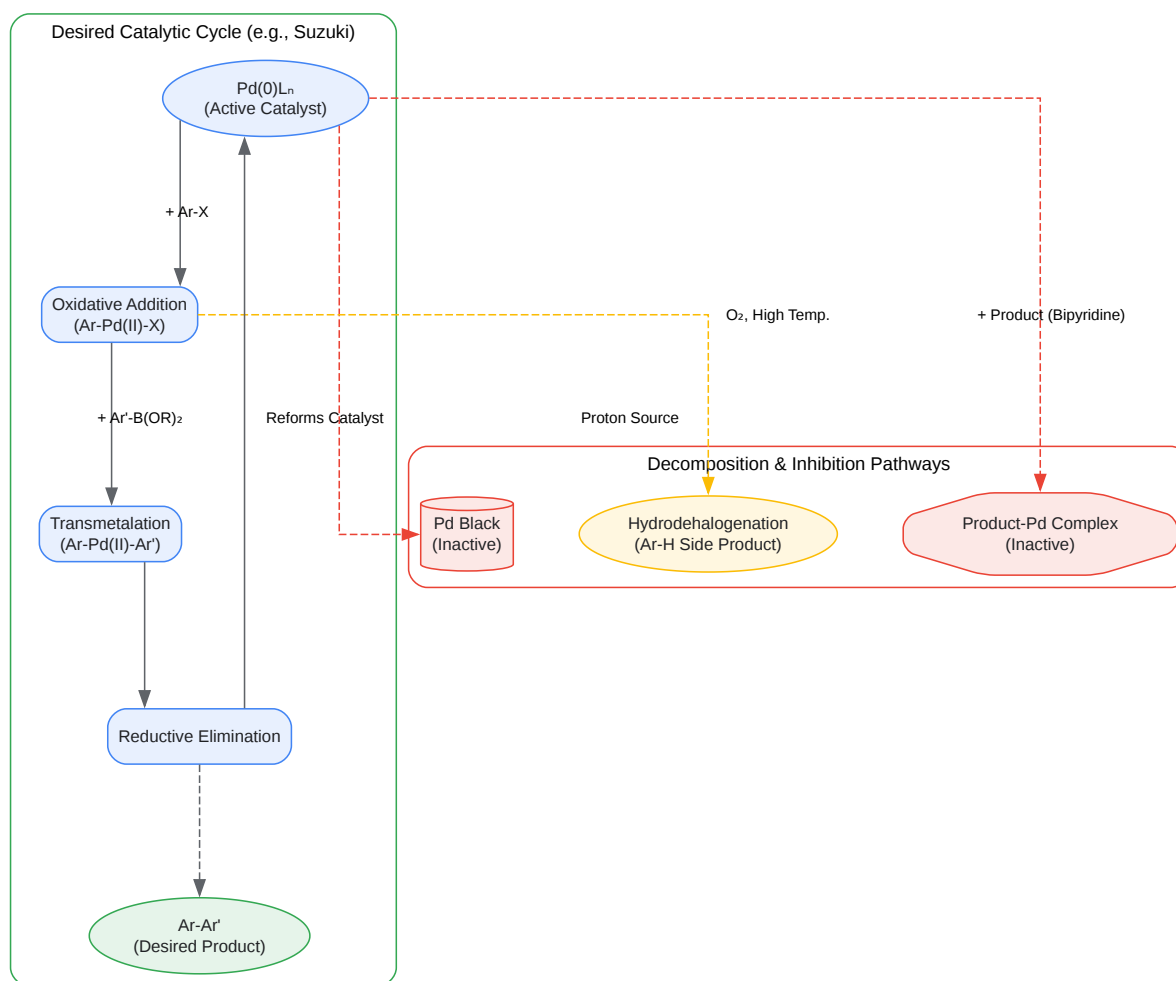 Desired Catalytic Cycle (e.g., Suzuki)
Pd(0)Lₙ
(Active Catalyst)
+ Ar-X
Oxidative Addition
(Ar-Pd(II)-X)
O₂, High Temp.
+ Product (Bipyridine)
+ Ar'-B(OR)₂
Reforms Catalyst
Proton Source
Decomposition & Inhibition Pathways
Transmetalation
(Ar-Pd(II)-Ar')
Pd Black
(Inactive)
Hydrodehalogenation
(Ar-H Side Product)
Product-Pd Complex
(Inactive)
Reductive Elimination
Ar-Ar'
(Desired Product)